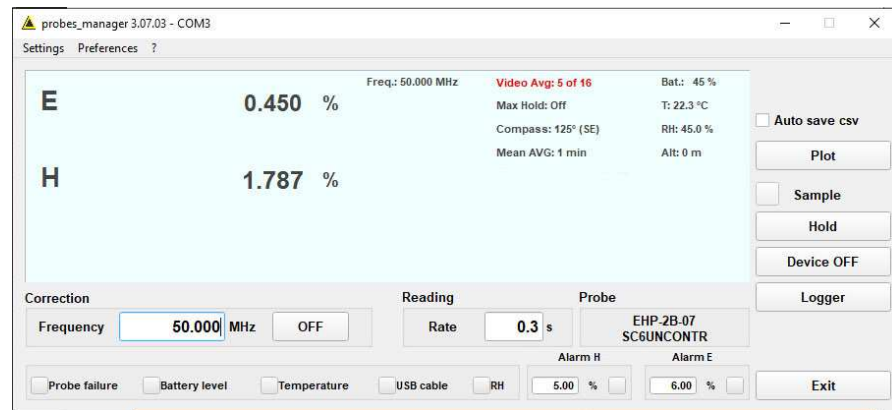 probes_manager 3.07.03 - COM3
Settings Preferences ?
E 0.450 %
Freq.: 50.000 MHz
Video Avg: 5 of 16
Bat.: 45 %
Max Hold: Off
T: 22.3 °C
Compass: 125° (SE)
RH: 45.0 %
Mean AVG: 1 min
Alt: 0 m
H 1.787 %
Auto save csv
Plot
Sample
Hold
Device OFF
Logger
Correction
Frequency 50.000 MHz OFF
Reading
Rate 0.3 s
Probe
EHP-2B-07
SC6UNCONTR
Probe failure Battery level Temperature USB cable RH
Alarm H
5.00 %
Alarm E
6.00 %
Exit